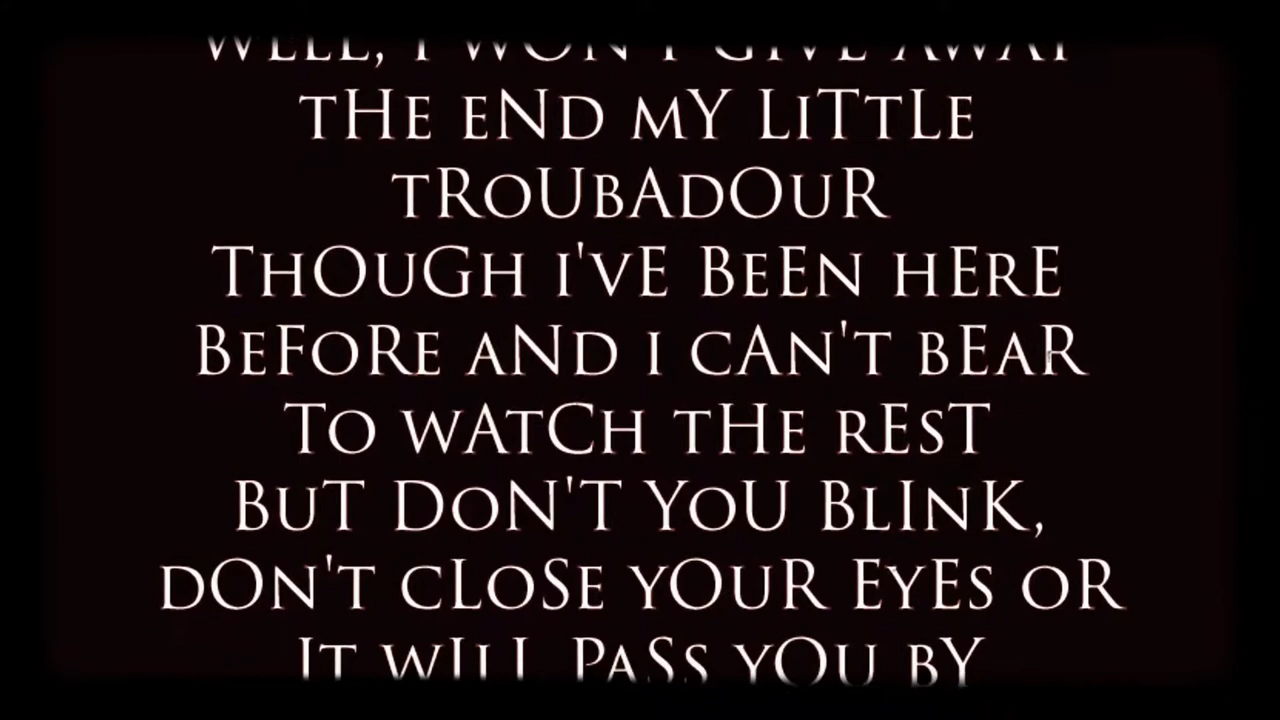 WELL, I WON'T GIVE AWAY
tHE eND mY LiTtLE
tRoUBADOUR
THOUGH I'VE BeEN HERE
BeFoRE AND I CAN'T BEAR
To WATCH tHE REST
BuT DoN'T YoU BLINK,
DON'T CLOSE YOUR EYES oR
IT WILL PASS YOU BY